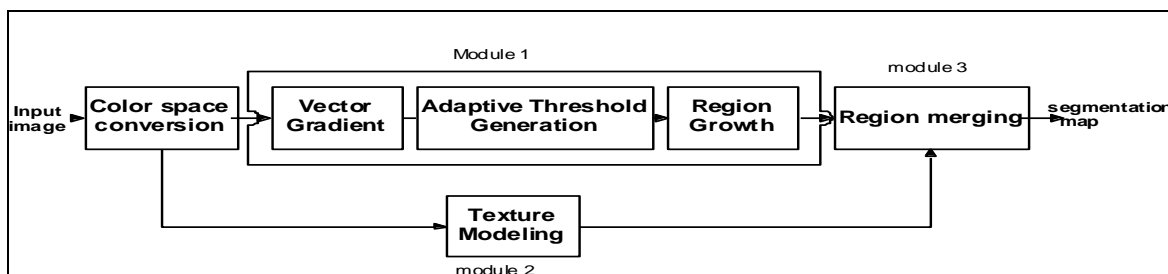 Module 1
module 3
Input
image
Color space
conversion
Vector
Gradient
Adaptive Threshold
Generation
Region
Growth
Region merging
segmentation
map
Texture
Modeling
module 2